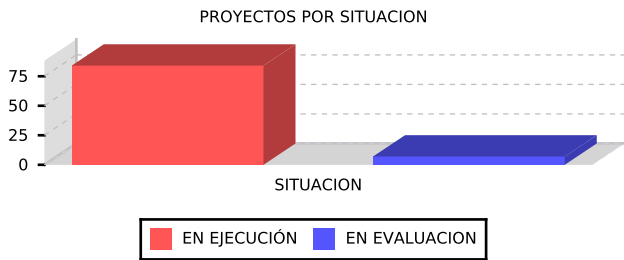 PROYECTOS POR SITUACION
75
50
25
0
SITUACION
EN EJECUCIÓN EN EVALUACION